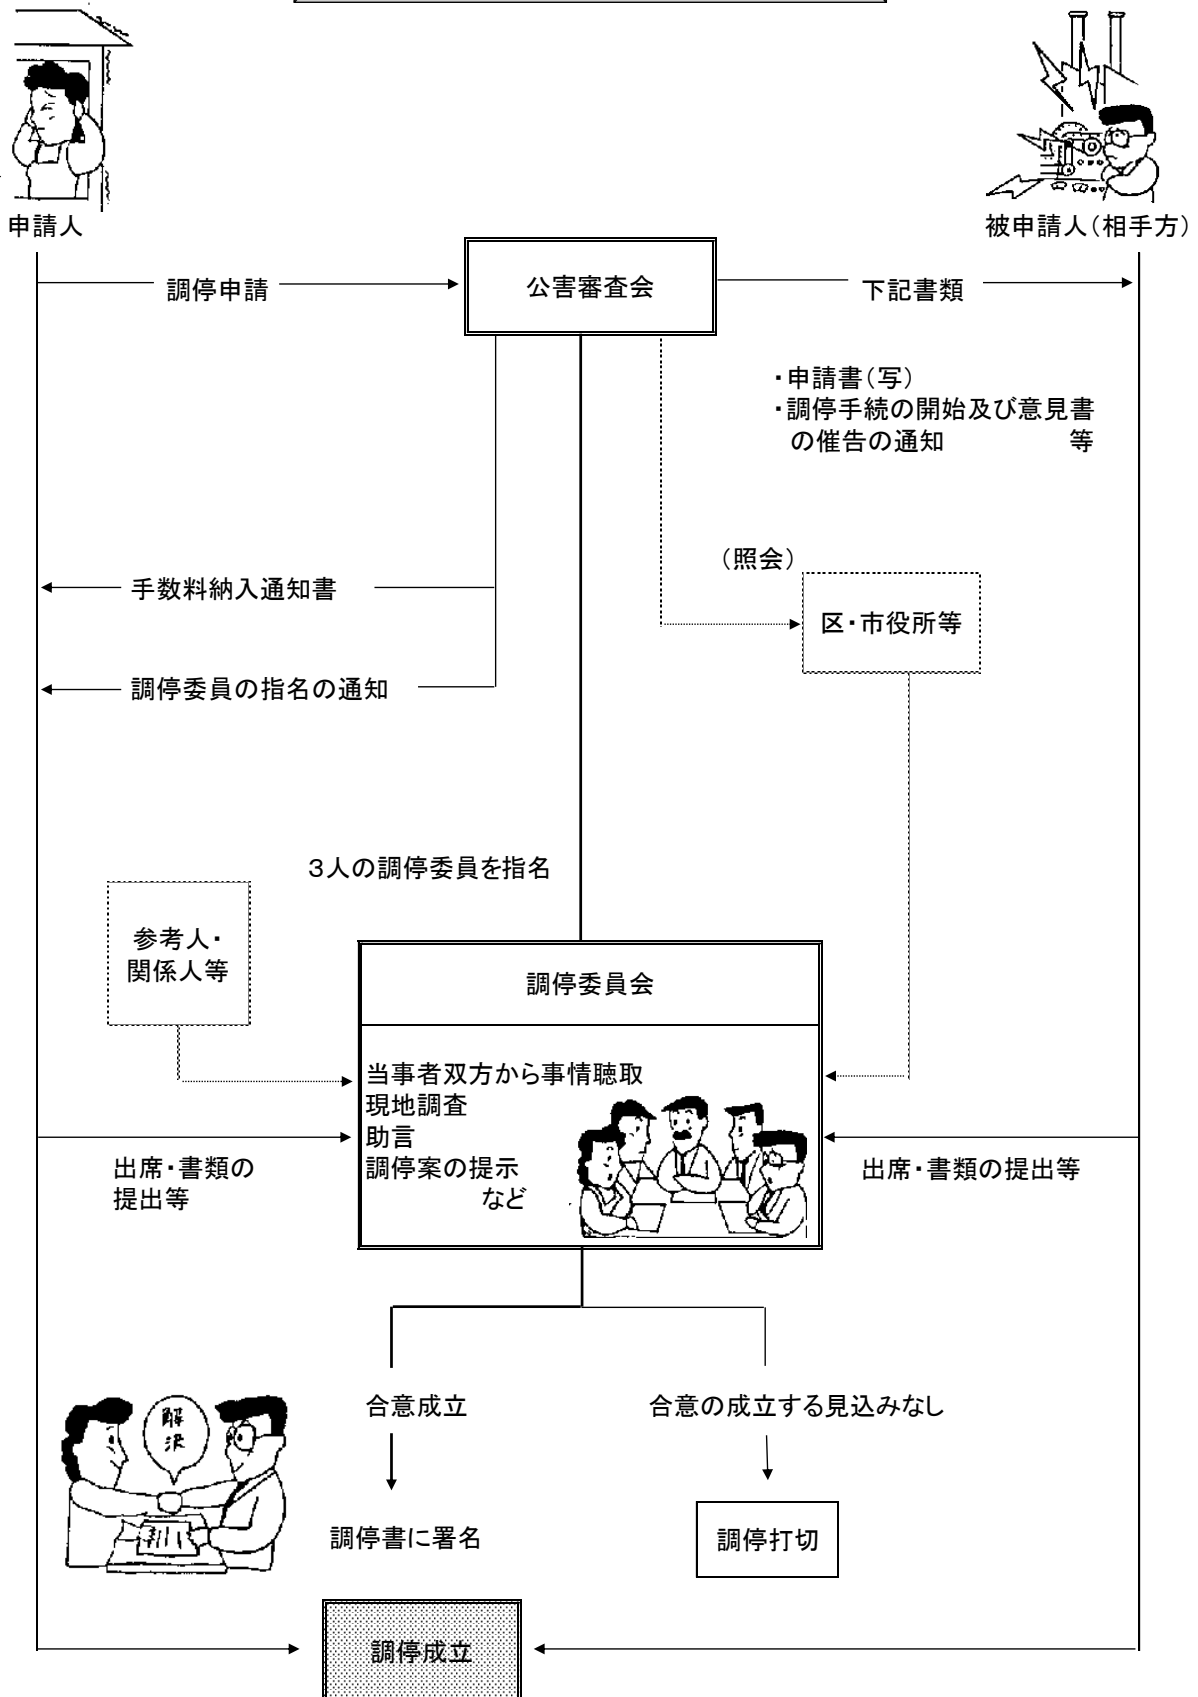 申請人
被申請人(相手方)
調停申請
公害審査会
下記書類
・申請書(写)
・調停手続の開始及び意見書
の催告の通知 等
(照会)
手数料納入通知書
区・市役所等
調停委員の指名の通知
3人の調停委員を指名
参考人・
関係人等
調停委員会
当事者双方から事情聴取
現地調査
助言
調停案の提示
など
出席・書類の
提出等
出席・書類の提出等
合意成立
合意の成立する見込みなし
解
決
調停書に署名
調停打切
調停成立